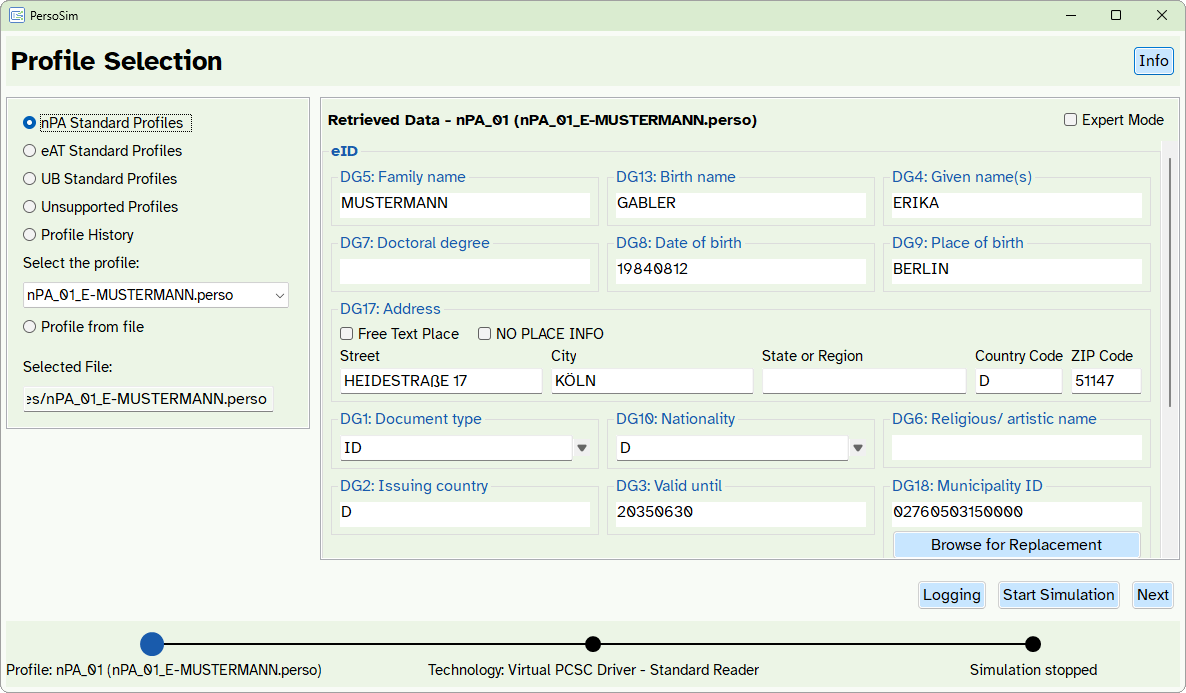 PersoSim
Profile Selection
Info
nPA Standard Profiles
eAT Standard Profiles
UB Standard Profiles
Unsupported Profiles
Profile History
Select the profile:
nPA_01_E-MUSTERMANN.perso
Profile from file
Selected File:
es/nPA_01_E-MUSTERMANN.perso
Retrieved Data - nPA_01 (nPA_01_E-MUSTERMANN.perso)
Expert Mode
eID
DG5: Family name
MUSTERMANN
DG13: Birth name
GABLER
DG4: Given name(s)
ERIKA
DG7: Doctoral degree
DG8: Date of birth
19840812
DG9: Place of birth
BERLIN
DG17: Address
Free Text Place
NO PLACE INFO
Street
City
State or Region
Country Code
ZIP Code
HEIDESTRAßE 17
KÖLN
D
51147
DG1: Document type
ID
DG10: Nationality
D
DG6: Religious/ artistic name
DG2: Issuing country
D
DG3: Valid until
20350630
DG18: Municipality ID
02760503150000
Browse for Replacement
Logging
Start Simulation
Next
Profile: nPA_01 (nPA_01_E-MUSTERMANN.perso)
Technology: Virtual PCSC Driver - Standard Reader
Simulation stopped